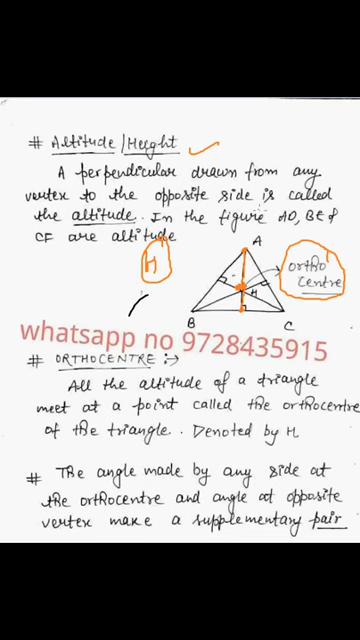 # Altitude/Height
A perpendicular drawn from any
vertex to the opposite side is called
the altitude. In the figure AD, BE &
CF are altitude
H
A
ortho
centre
H
B
C
whatsapp no 9728435915
# ORTHOCENTRE :->
All the altitude of a triangle
meet at a point called the orthocentre
of the triangle. Denoted by H
# The angle made by any side at
the orthocentre and angle at opposite
vertex make a supplementary pair